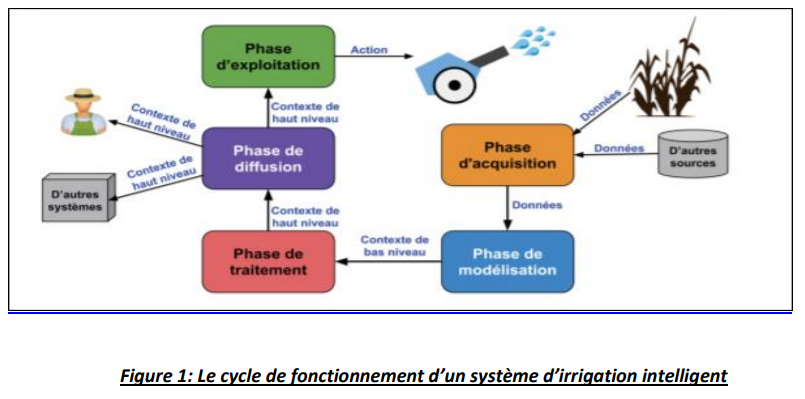 Phase
d'exploitation
Action
Contexte de
haut niveau
Données
Contexte de
haut niveau
Phase de
diffusion
Phase
d'acquisition
Données
D'autres
sources
Contexte de
haut niveau
D'autres
systèmes
Contexte de
haut niveau
Données
Phase de
traitement
Contexte de
bas niveau
Phase de
modélisation
Figure 1: Le cycle de fonctionnement d’un système d’irrigation intelligent